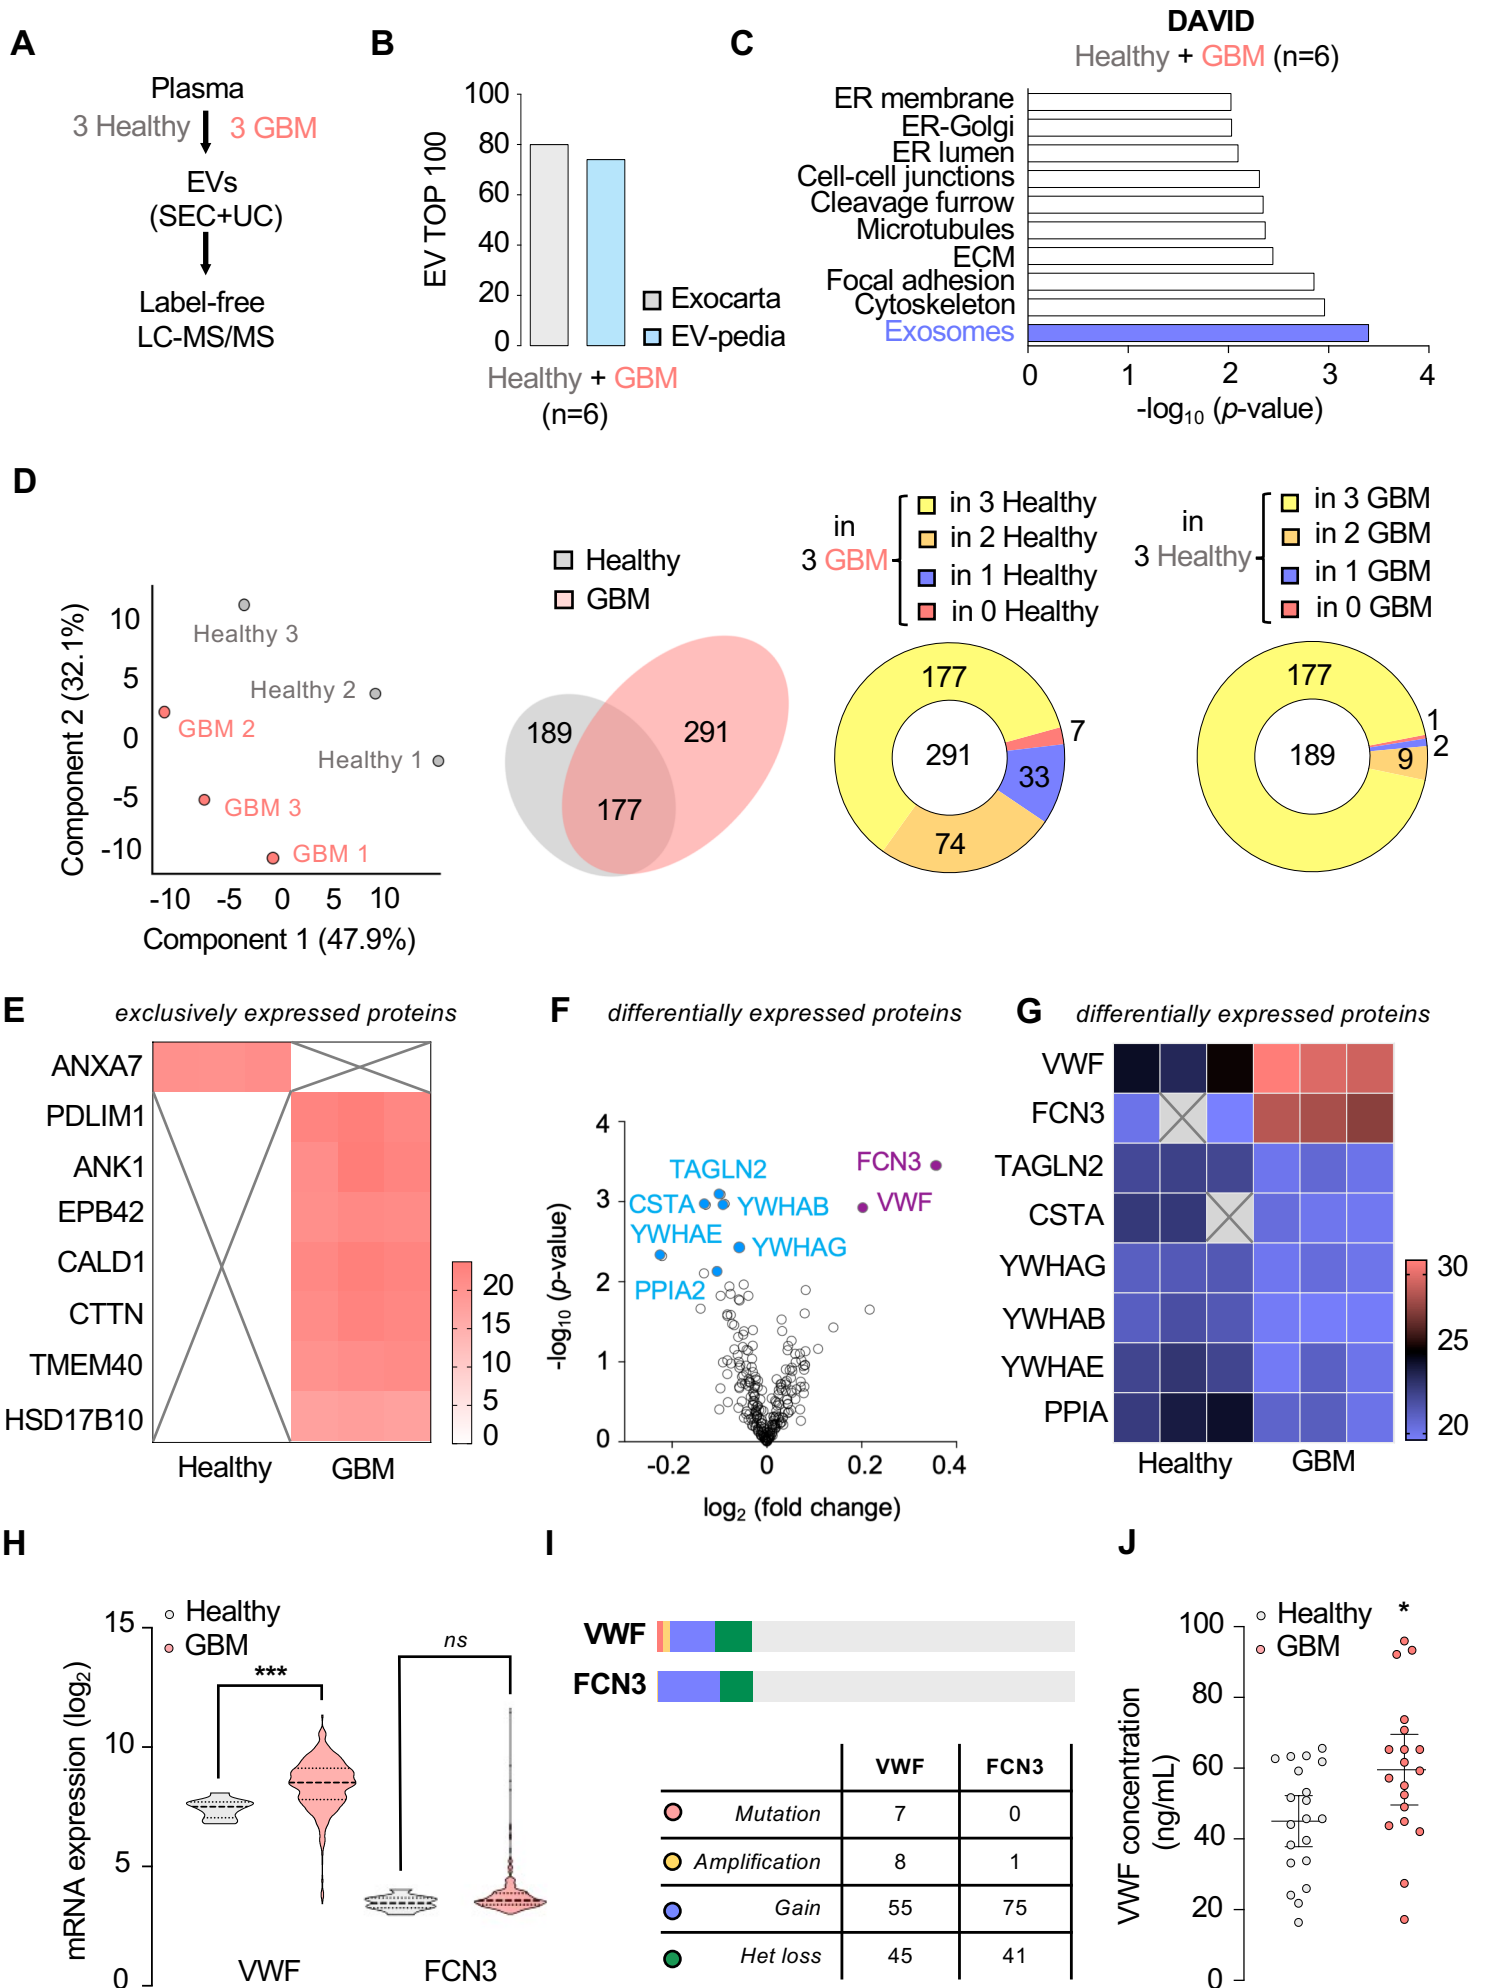 A
Plasma
3 Healthy
3 GBM
EVs
(SEC+UC)
Label-free
LC-MS/MS
B
EV TOP 100
100
80
60
40
20
0
Exocarta
EV-pedia
Healthy + GBM
(n=6)
C
DAVID
Healthy + GBM (n=6)
ER membrane
ER-Golgi
ER lumen
Cell-cell junctions
Cleavage furrow
Microtubules
ECM
Focal adhesion
Cytoskeleton
Exosomes
0 1 2 3 4
-log10 (p-value)
D
Component 2 (32.1%)
10
5
0
-5
-10
Healthy 3
Healthy 2
GBM 2
Healthy 1
GBM 3
GBM 1
-10 -5 0 5 10
Component 1 (47.9%)
Healthy
GBM
189
291
177
in
3 GBM
in 3 Healthy
in 2 Healthy
in 1 Healthy
in 0 Healthy
177
7
33
74
291
in
3 Healthy
in 3 GBM
in 2 GBM
in 1 GBM
in 0 GBM
177
1
2
9
189
E
exclusively expressed proteins
ANXA7
PDLIM1
ANK1
EPB42
CALD1
CTTN
TMEM40
HSD17B10
Healthy GBM
20
15
10
5
0
F
differentially expressed proteins
-log10 (p-value)
4
3
2
1
0
TAGLN2
FCN3
CSTA
YWHAB
VWF
YWHAE
YWHAG
PPIA2
-0.2 0 0.2 0.4
log2 (fold change)
G
differentially expressed proteins
VWF
FCN3
TAGLN2
CSTA
YWHAG
YWHAB
YWHAE
PPIA
Healthy GBM
30
25
20
H
mRNA expression (log2)
15
10
5
0
Healthy
GBM
***
ns
VWF FCN3
I
VWF
FCN3
VWF FCN3
Mutation 7 0
Amplification 8 1
Gain 55 75
Het loss 45 41
J
VWF concentration
(ng/mL)
100
80
60
40
20
0
Healthy
GBM
*